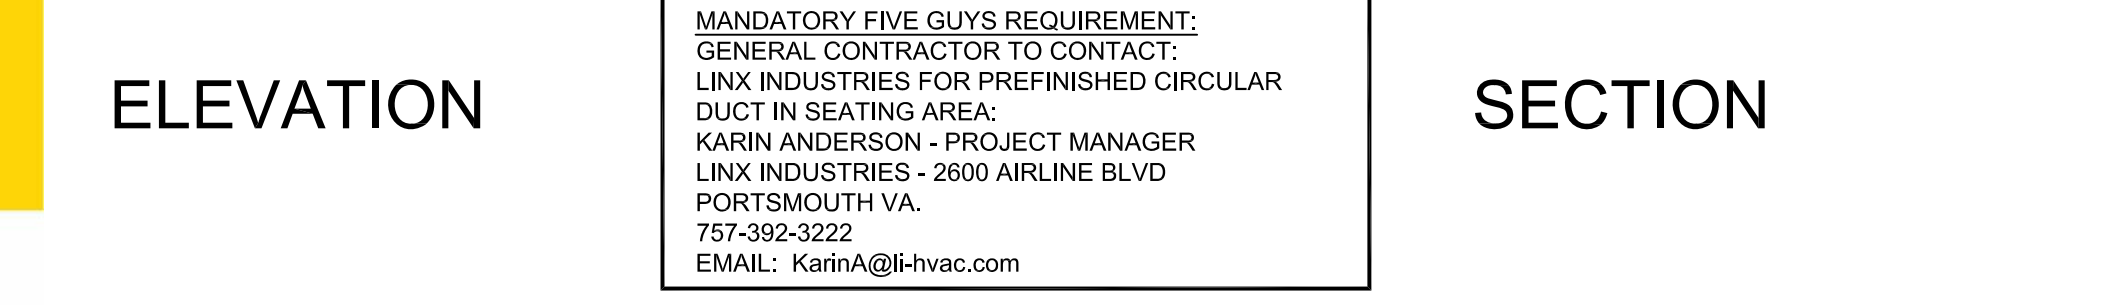 ELEVATION
MANDATORY FIVE GUYS REQUIREMENT:
GENERAL CONTRACTOR TO CONTACT:
LINX INDUSTRIES FOR PREFINISHED CIRCULAR
DUCT IN SEATING AREA:
KARIN ANDERSON - PROJECT MANAGER
LINX INDUSTRIES - 2600 AIRLINE BLVD
PORTSMOUTH VA.
757-392-3222
EMAIL: KarinA@li-hvac.com
SECTION